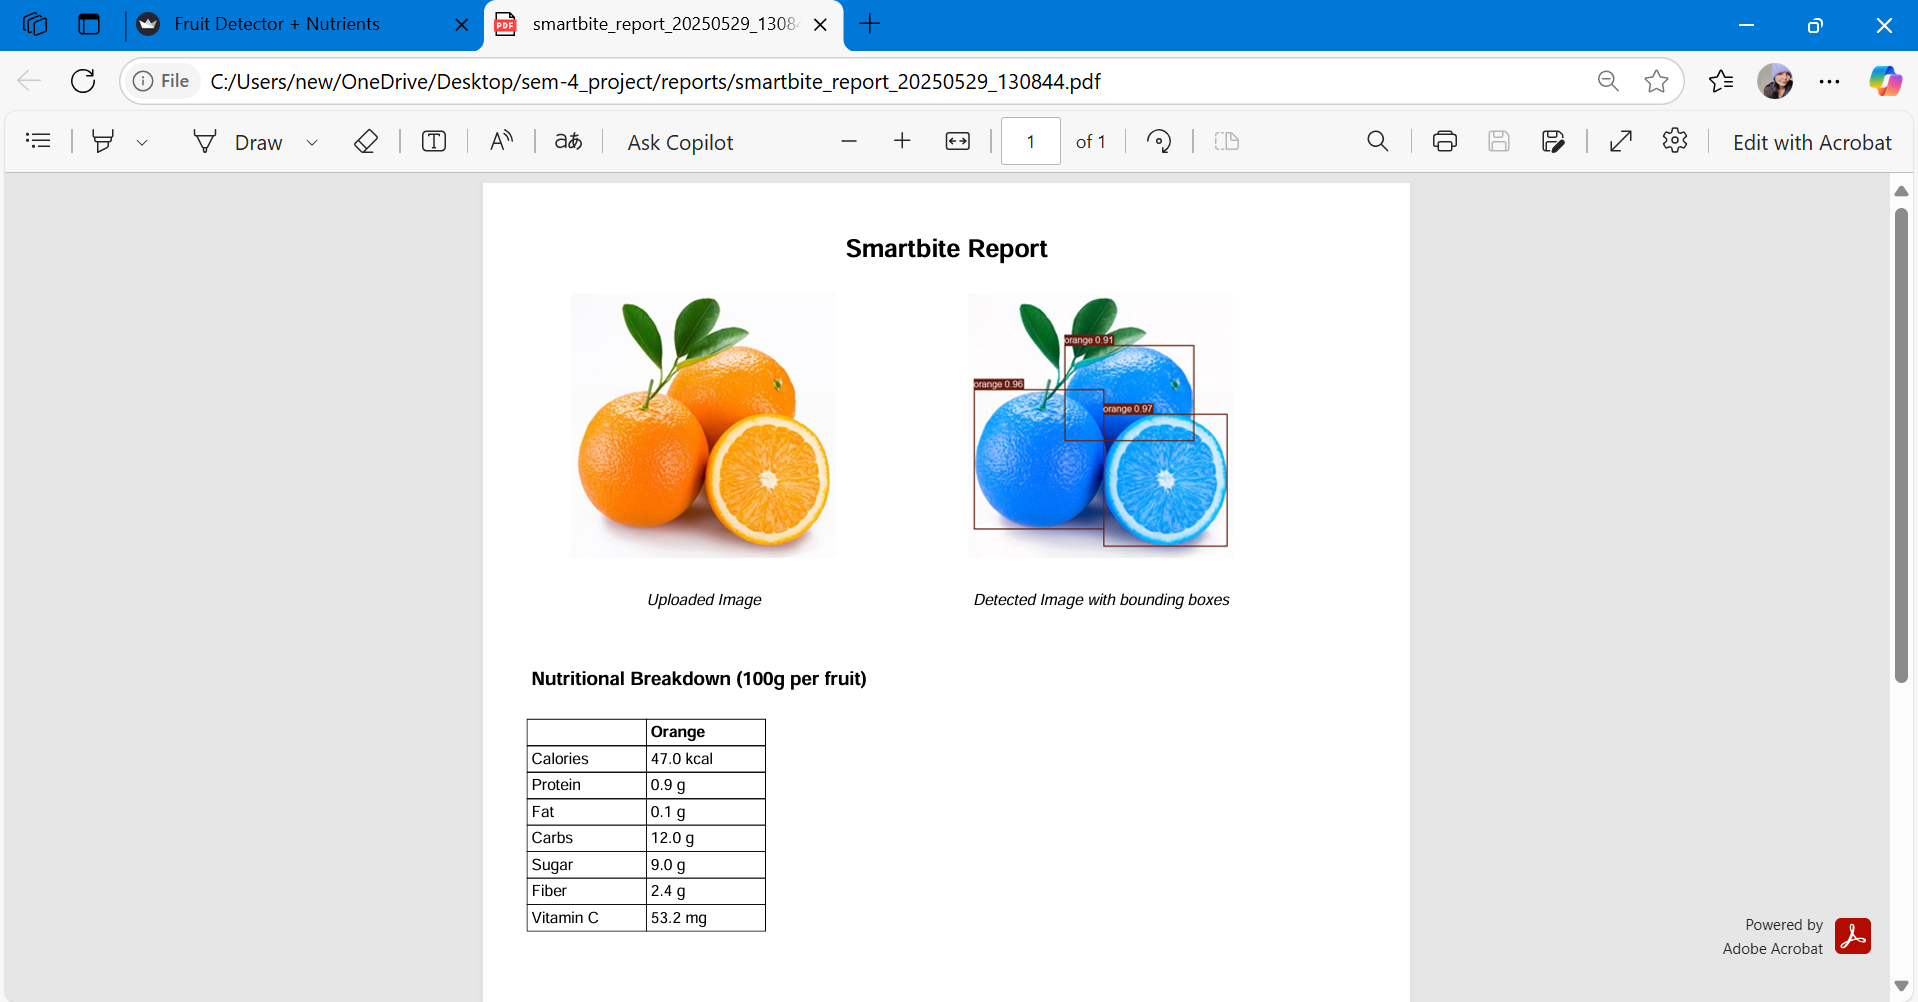 Fruit Detector + Nutrients
smartbite_report_20250529_1308
File
C:/Users/new/OneDrive/Desktop/sem-4_project/reports/smartbite_report_20250529_130844.pdf
Draw
A
aあ
Ask Copilot
1
of 1
Edit with Acrobat
Smartbite Report
orange 0.91
orange 0.96
orange 0.97
Uploaded Image
Detected Image with bounding boxes
Nutritional Breakdown (100g per fruit)
Orange
Calories 47.0 kcal
Protein 0.9 g
Fat 0.1 g
Carbs 12.0 g
Sugar 9.0 g
Fiber 2.4 g
Vitamin C 53.2 mg
Powered by
Adobe Acrobat